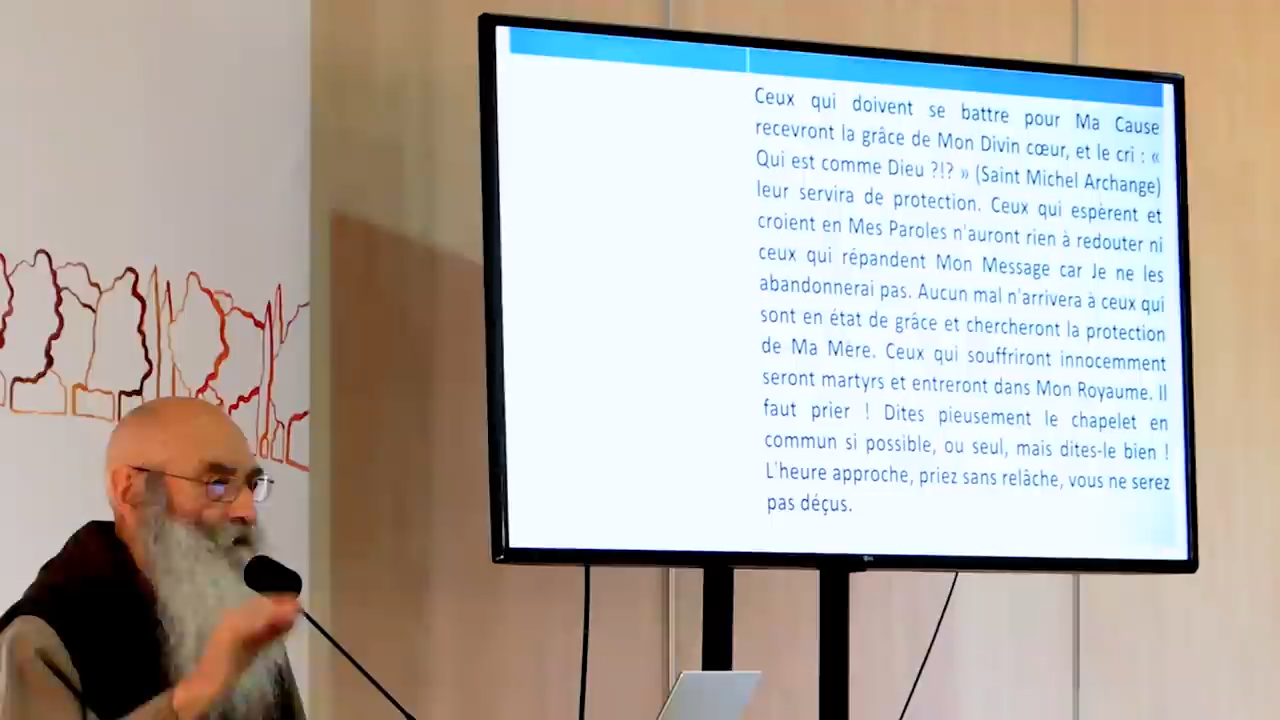 Ceux qui doivent se battre pour Ma Cause
recevront la grâce de Mon Divin cœur, et le cri : «
Qui est comme Dieu ?!? » (Saint Michel Archange)
leur servira de protection. Ceux qui espèrent et
croient en Mes Paroles n'auront rien à redouter ni
ceux qui répandent Mon Message car Je ne les
abandonnerai pas. Aucun mal n'arrivera à ceux qui
sont en état de grâce et chercheront la protection
de Ma Mère. Ceux qui souffriront innocemment
seront martyrs et entreront dans Mon Royaume. Il
faut prier ! Dites pieusement le chapelet en
commun si possible, ou seul, mais dites-le bien !
L'heure approche, priez sans relâche, vous ne serez
pas déçus.